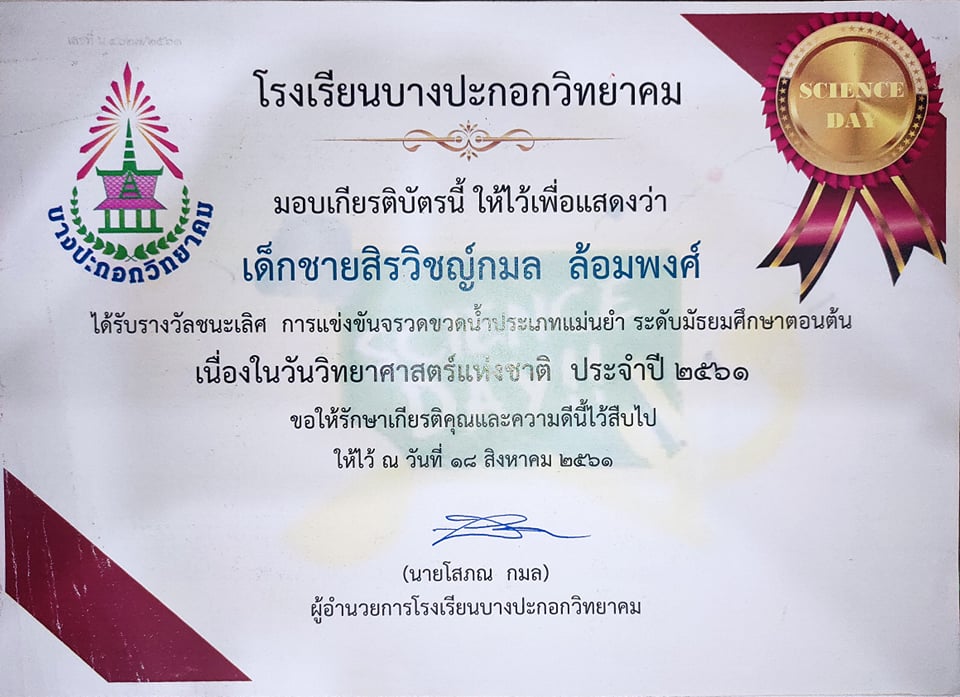 โรงเรียนบางปะกอกวิทยาคม
SCIENCE
DAY
บางปะกอกวิทยาคม
มอบเกียรติบัตรนี้ ให้ไว้เพื่อแสดงว่า
เด็กชายสิรวิชญ์กมล ล้อมพงศ์
ได้รับรางวัลชนะเลิศ การแข่งขันจรวดขวดน้ำประเภทแม่นยำ ระดับมัธยมศึกษาตอนต้น
เนื่องในวันวิทยาศาสตร์แห่งชาติ ประจำปี ๒๕๖๑
ขอให้รักษาเกียรติคุณและความดีนี้ไว้สืบไป
ให้ไว้ ณ วันที่ ๑๘ สิงหาคม ๒๕๖๑
(นายโสภณ กมล)
ผู้อำนวยการโรงเรียนบางปะกอกวิทยาคม